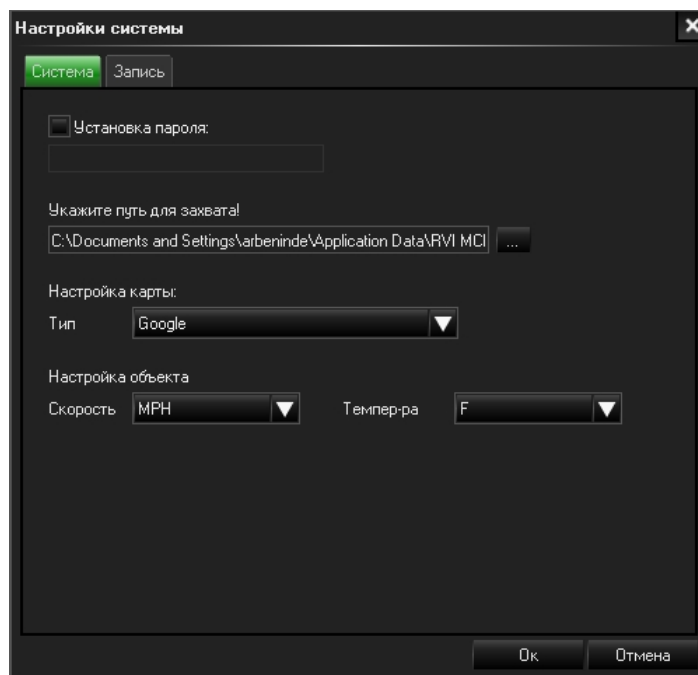 Настройки системы
Система Запись
Установка пароля:
Укажите путь для захвата!
C:\Documents and Settings\arbeninde\Application Data\RVI MCI ...
Настройка карты:
Тип Google
Настройка объекта
Скорость MPH Темпер-ра F
Ок Отмена